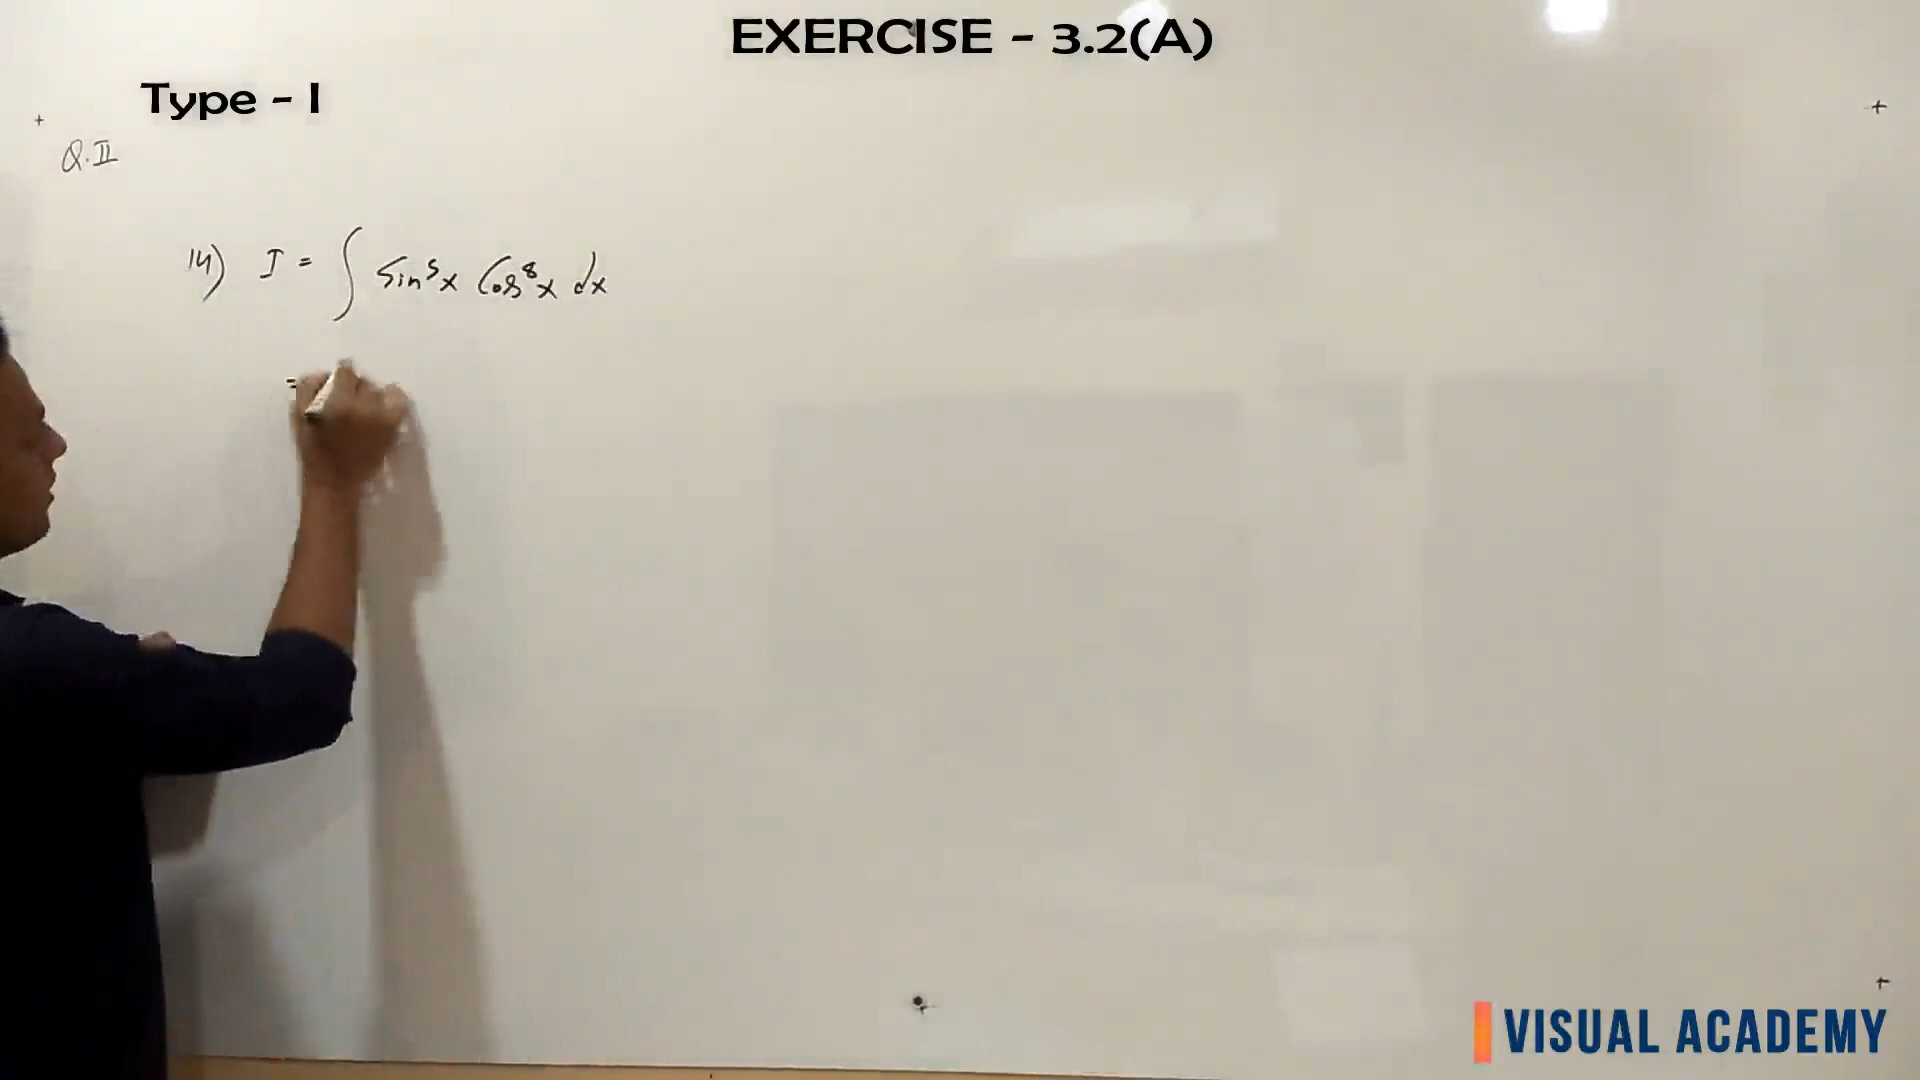 EXERCISE - 3.2(A)
Type - I
Q.II
14) I = ∫ Sin⁵x Cos⁸x dx
=
VISUAL ACADEMY